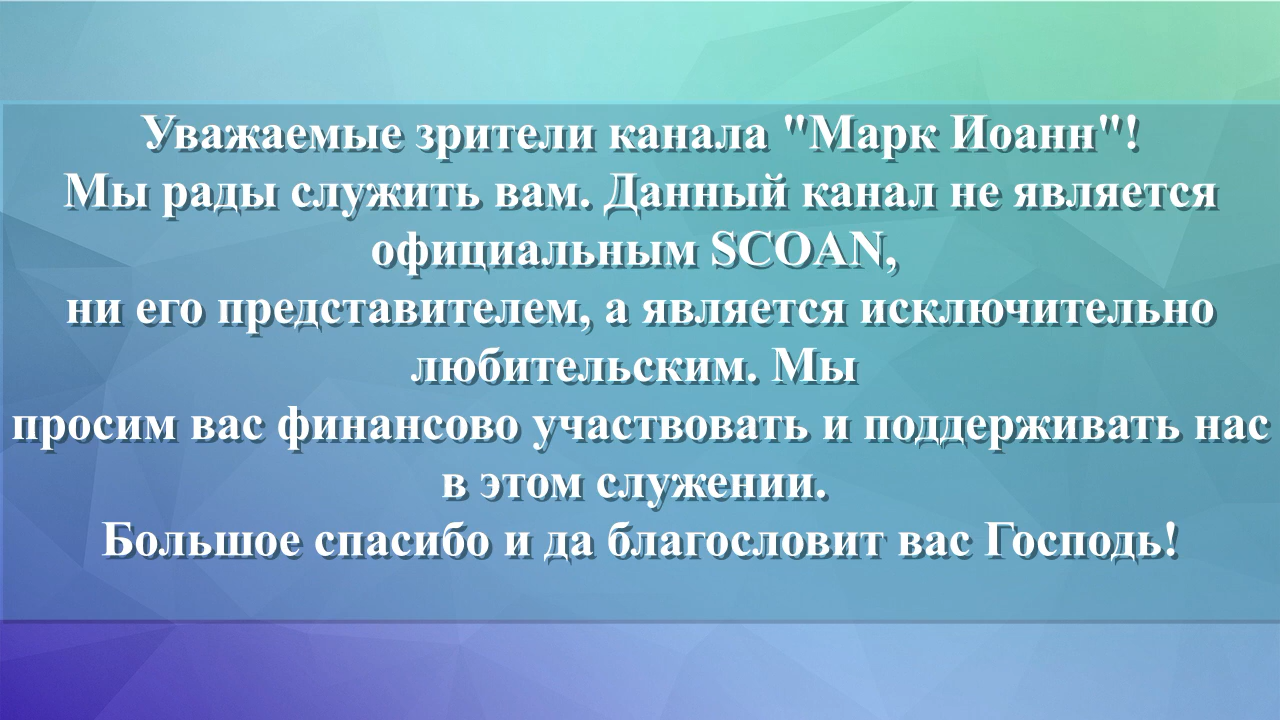 Уважаемые зрители канала "Марк Иоанн"!
Мы рады служить вам. Данный канал не является
официальным SCOAN,
ни его представителем, а является исключительно
любительским. Мы
просим вас финансово участвовать и поддерживать нас
в этом служении.
Большое спасибо и да благословит вас Господь!